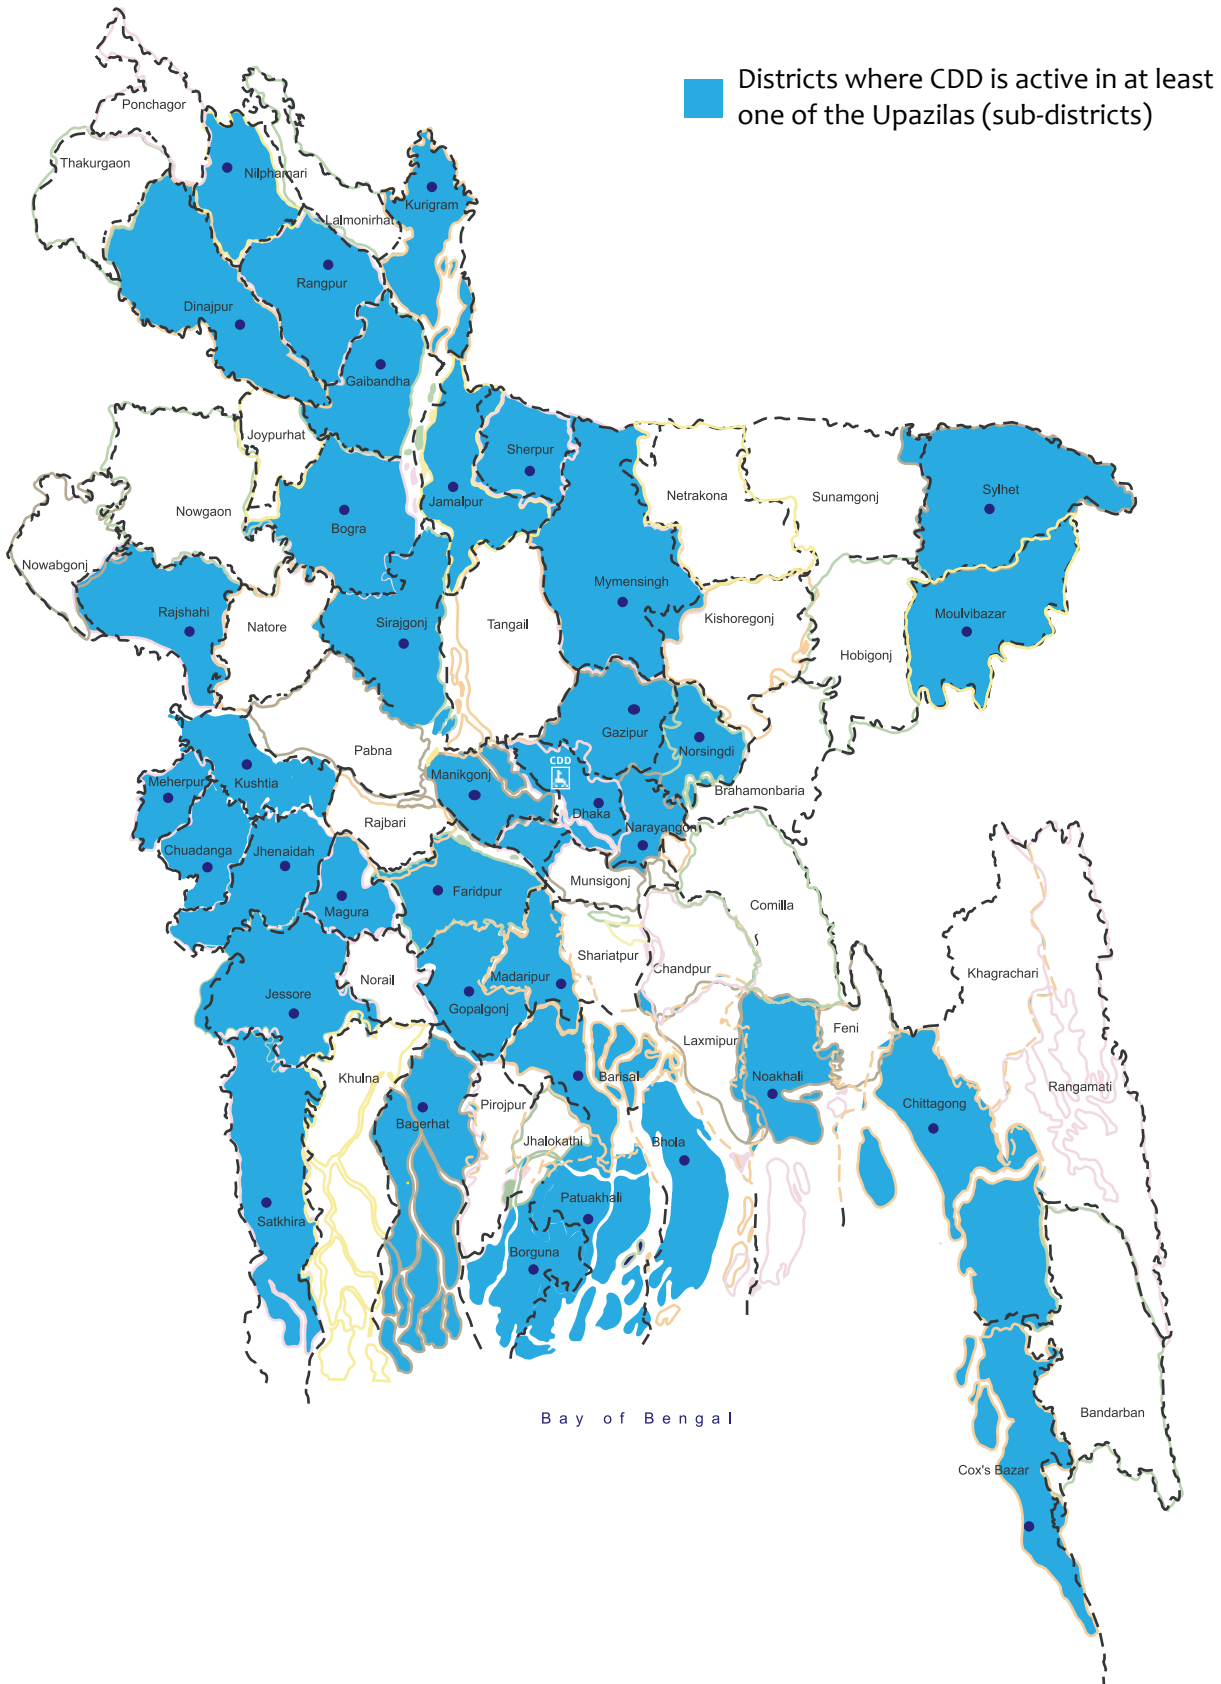 Districts where CDD is active in at least
one of the Upazilas (sub-districts)
Ponchagor
Thakurgaon
Nilphamari
Lalmonirhat
Kurigram
Rangpur
Dinajpur
Gaibandha
Joypurhat
Sherpur
Jamalpur
Netrakona
Sunamgonj
Sylhet
Nowgaon
Bogra
Nowabgonj
Rajshahi
Natore
Sirajgonj
Tangail
Mymensingh
Kishoregonj
Hobigonj
Moulvibazar
Pabna
Gazipur
Norsingdi
CDD
Manikgonj
Meherpur
Kushtia
Brahamonbaria
Rajbari
Dhaka
Narayangon
Chuadanga
Jhenaidah
Munsigonj
Magura
Faridpur
Comilla
Shariatpur
Chandpur
Khagrachari
Norail
Madaripur
Jessore
Gopalgonj
Laxmipur
Feni
Khulna
Barisal
Noakhali
Rangamati
Pirojpur
Chittagong
Bagerhat
Jhalokathi
Bhola
Patuakhali
Satkhira
Borguna
Bay of Bengal
Bandarban
Cox's Bazar